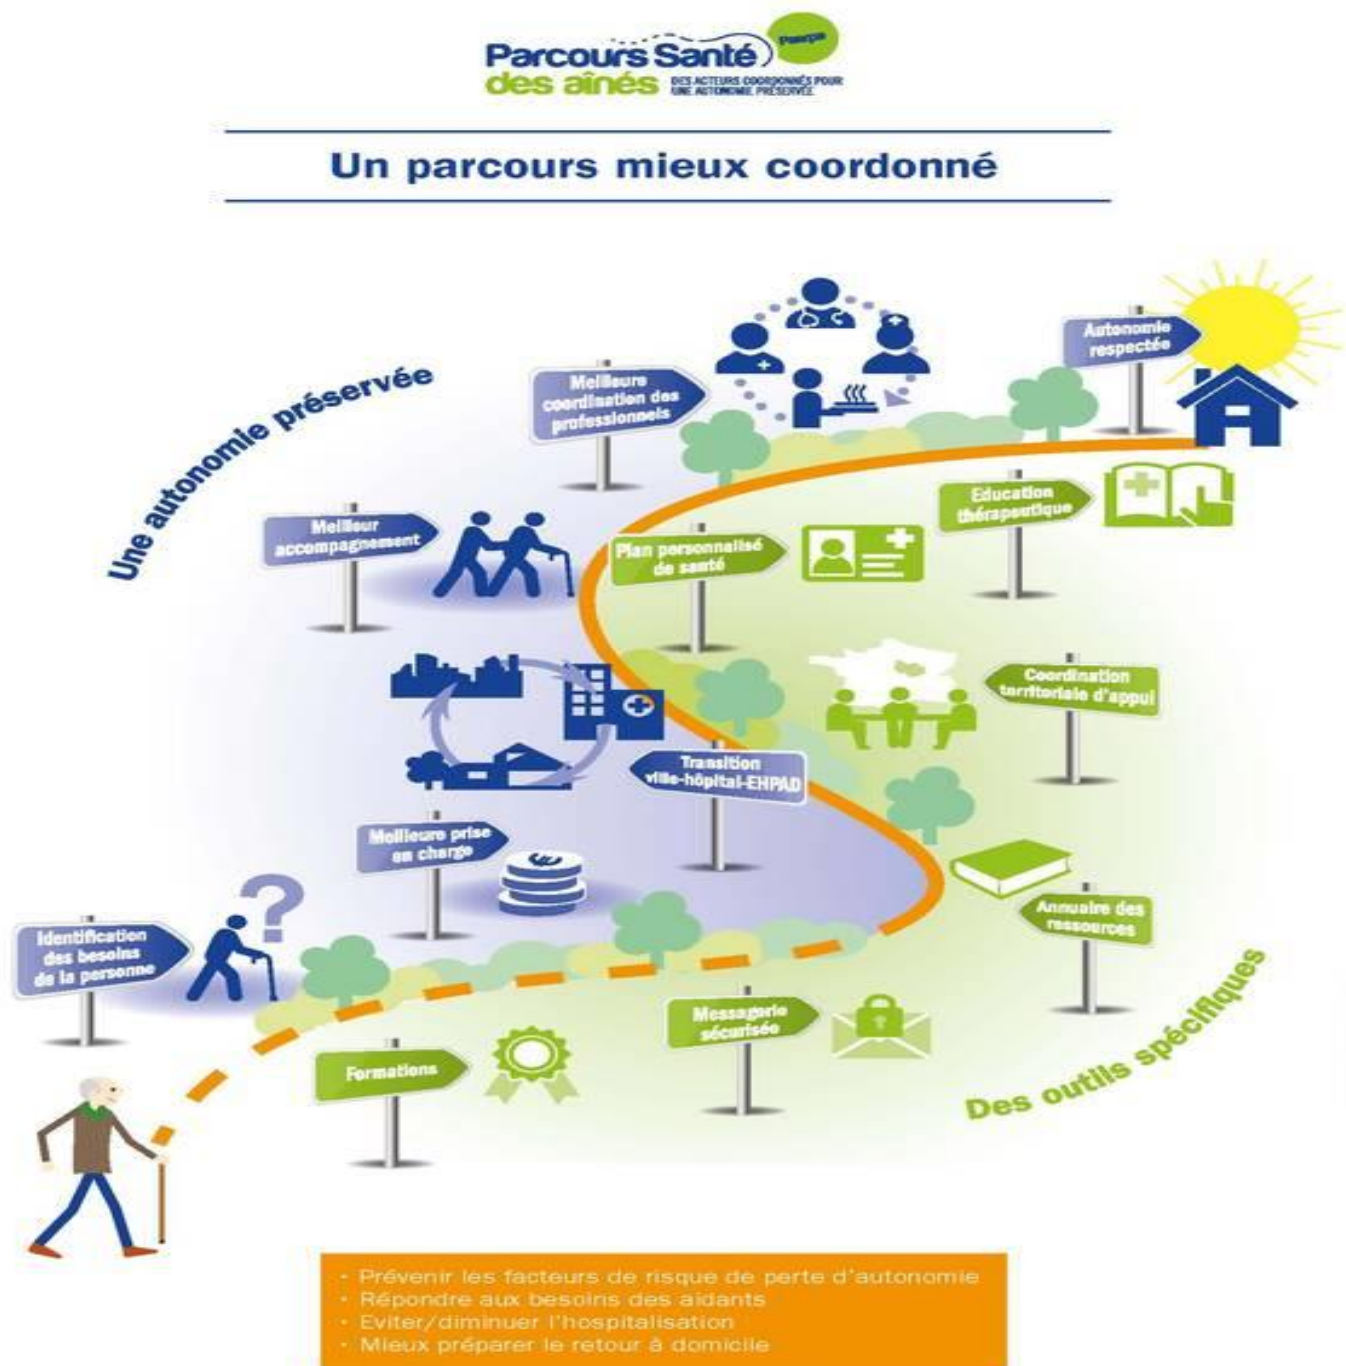 Paerpa
Parcours Santé
des aînés
DES ACTEURS COORDONNÉS POUR
UNE AUTONOMIE PRÉSERVÉE
Un parcours mieux coordonné
Une autonomie préservée
Autonomie
respectée
Meilleure
coordination des
professionnels
Education
thérapeutique
Meilleur
accompagnement
Plan personnalisé
de santé
Coordination
territoriale d'appui
Transition
ville-hôpital-EHPAD
Meilleure prise
en charge
Annuaire des
ressources
Identification
des besoins
de la personne
Messagerie
sécurisée
Formations
Des outils spécifiques
• Prévenir les facteurs de risque de perte d'autonomie
• Répondre aux besoins des aidants
• Eviter/diminuer l'hospitalisation
• Mieux préparer le retour à domicile